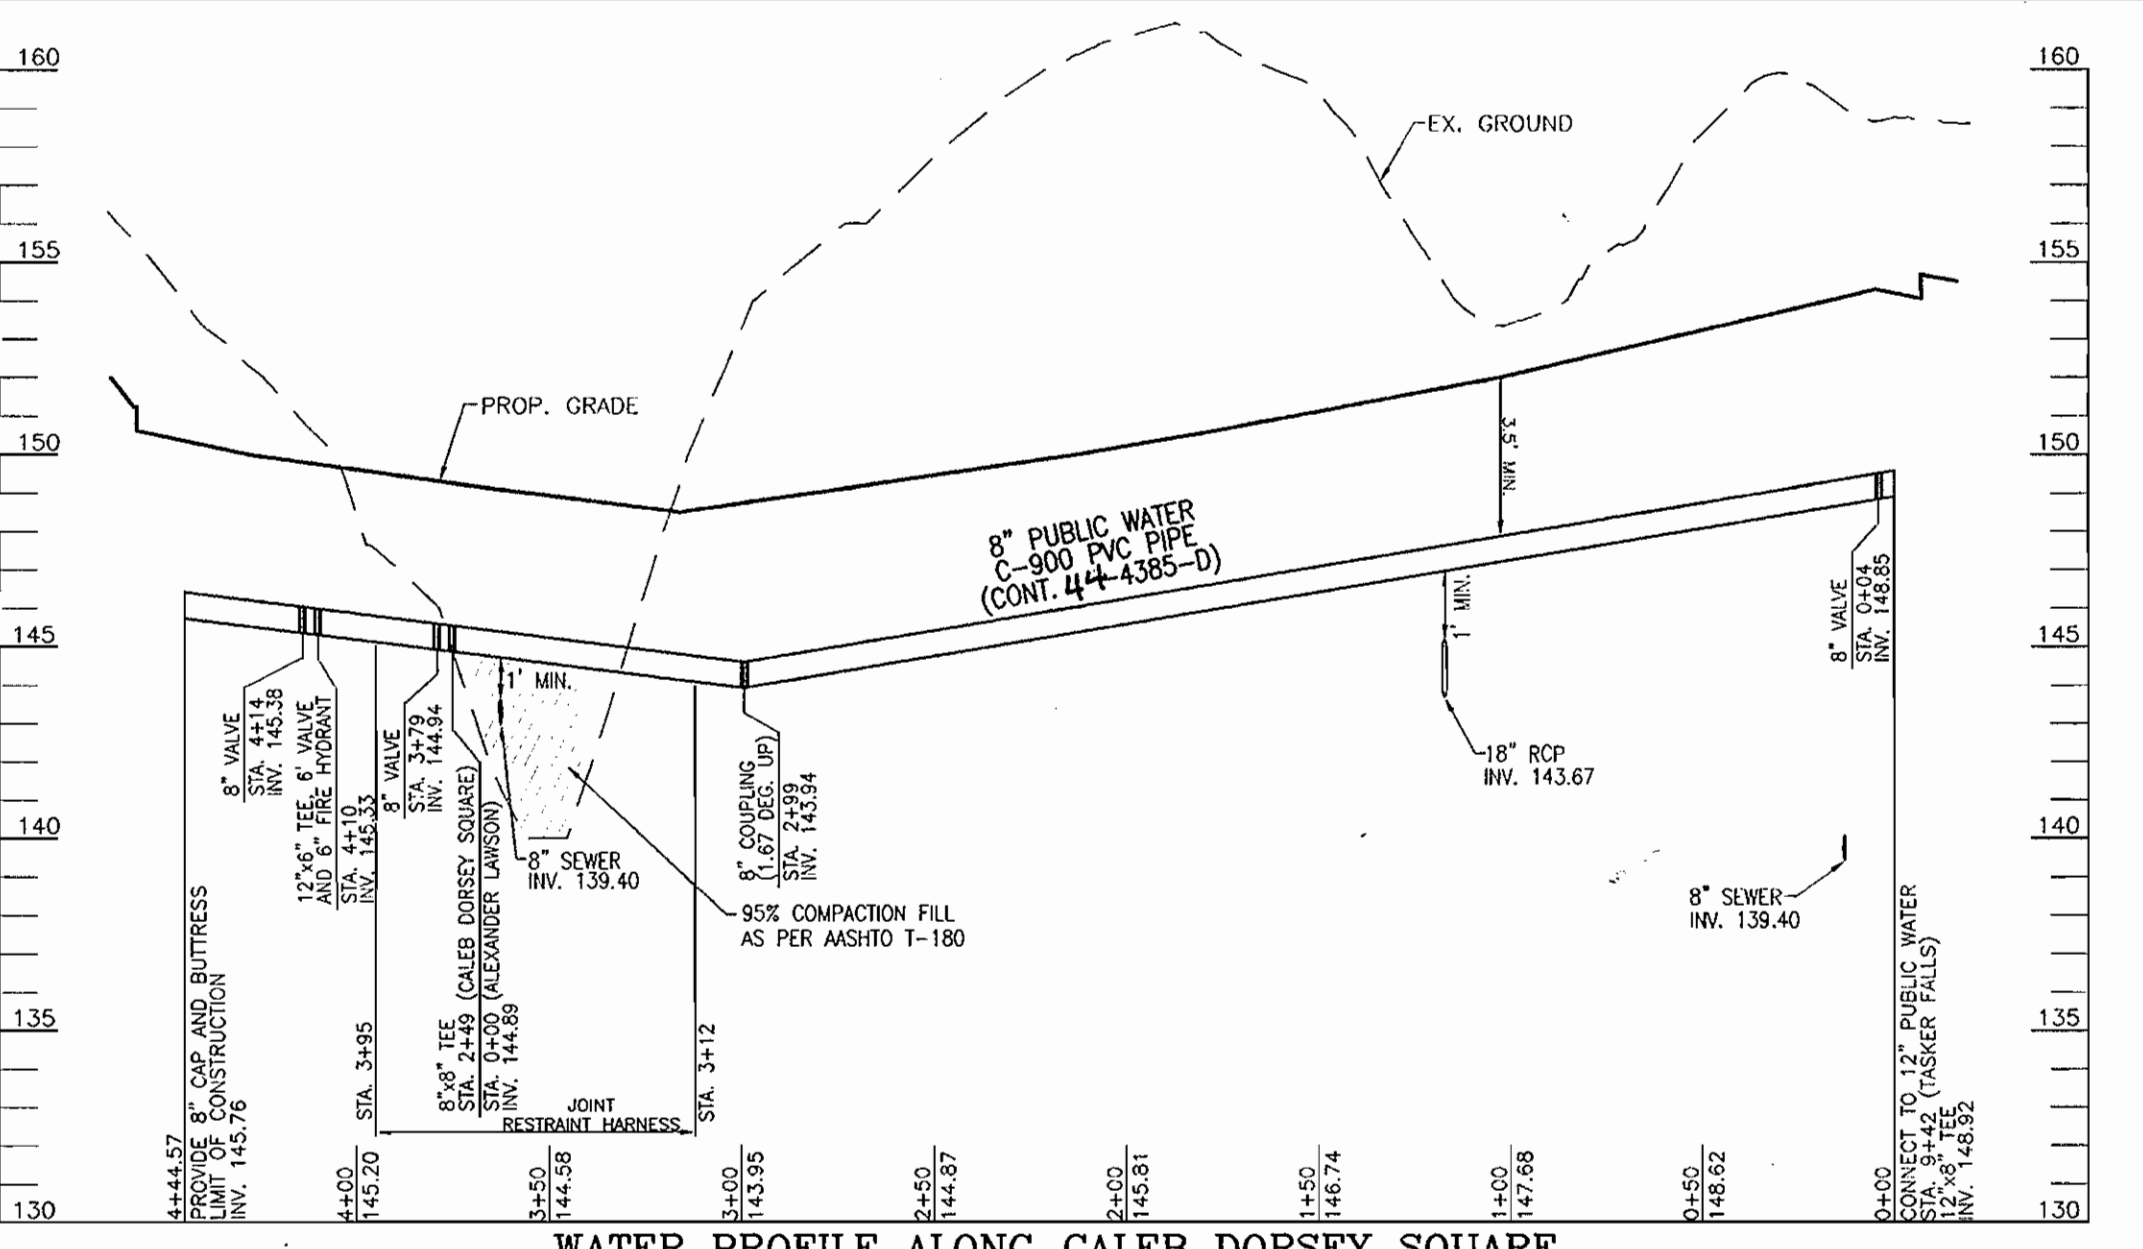 160
155
150
145
140
135
130
160
155
150
145
140
135
130
EX. GROUND
PROP. GRADE
8" PUBLIC WATER
C-900 PVC PIPE
(CONT. 44-4385-D)
3.5' MIN.
1' MIN.
1' MIN.
18" RCP
INV. 143.67
8" VALVE
STA. 0+04
INV. 148.85
8" SEWER
INV. 139.40
8" VALVE
STA. 4+14
INV. 145.38
12"x6" TEE, 6' VALVE
AND 6" FIRE HYDRANT
STA. 4+10
INV. 145.33
8" VALVE
STA. 3+79
INV. 144.94
8"x8" TEE
STA. 2+49 (CALEB DORSEY SQUARE)
STA. 0+00 (ALEXANDER LAWSON)
INV. 144.89
8" SEWER
INV. 139.40
95% COMPACTION FILL
AS PER AASHTO T-180
8" COUPLING
(1.67 DEG. UP)
STA. 2+99
INV. 143.94
STA. 3+95
JOINT
RESTRAINT HARNESS
STA. 3+12
4+44.57
PROVIDE 8" CAP AND BUTTRESS
LIMIT OF CONSTRUCTION
INV. 145.76
4+00
145.20
3+50
144.58
3+00
143.95
2+50
144.87
2+00
145.81
1+50
146.74
1+00
147.68
0+50
148.62
0+00
CONNECT TO 12" PUBLIC WATER
STA. 9+42 (TASKER FALLS)
12"x8" TEE
INV. 148.92
WATER PROFILE ALONG CALEB DORSEY SQUARE